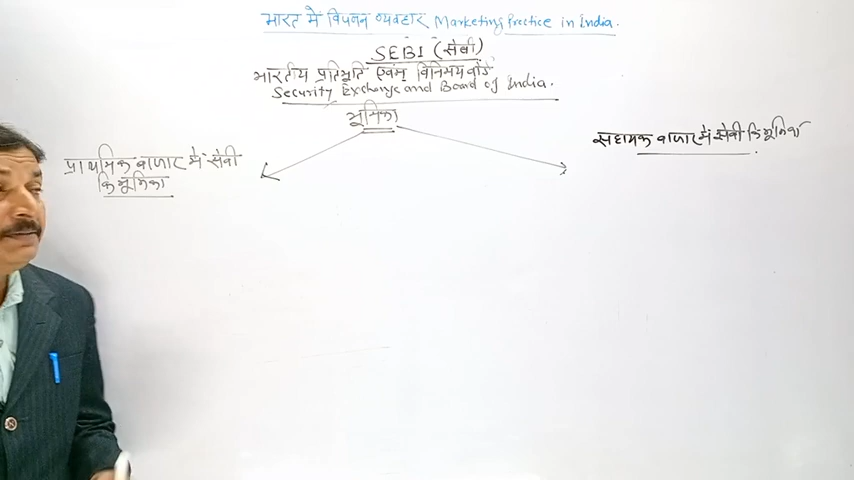 भारत में विपणन व्यवहार Marketing Prectice in India.
SEBI (सेबी)
भारतीय प्रतिभूति एवंम् विनिमय बोर्ड
Security Exchange and Board of India.
भूमिका
प्राथमिक बाजार में सेबी
कि भूमिका
सहायक बाजार में सेबी कि भूमिका